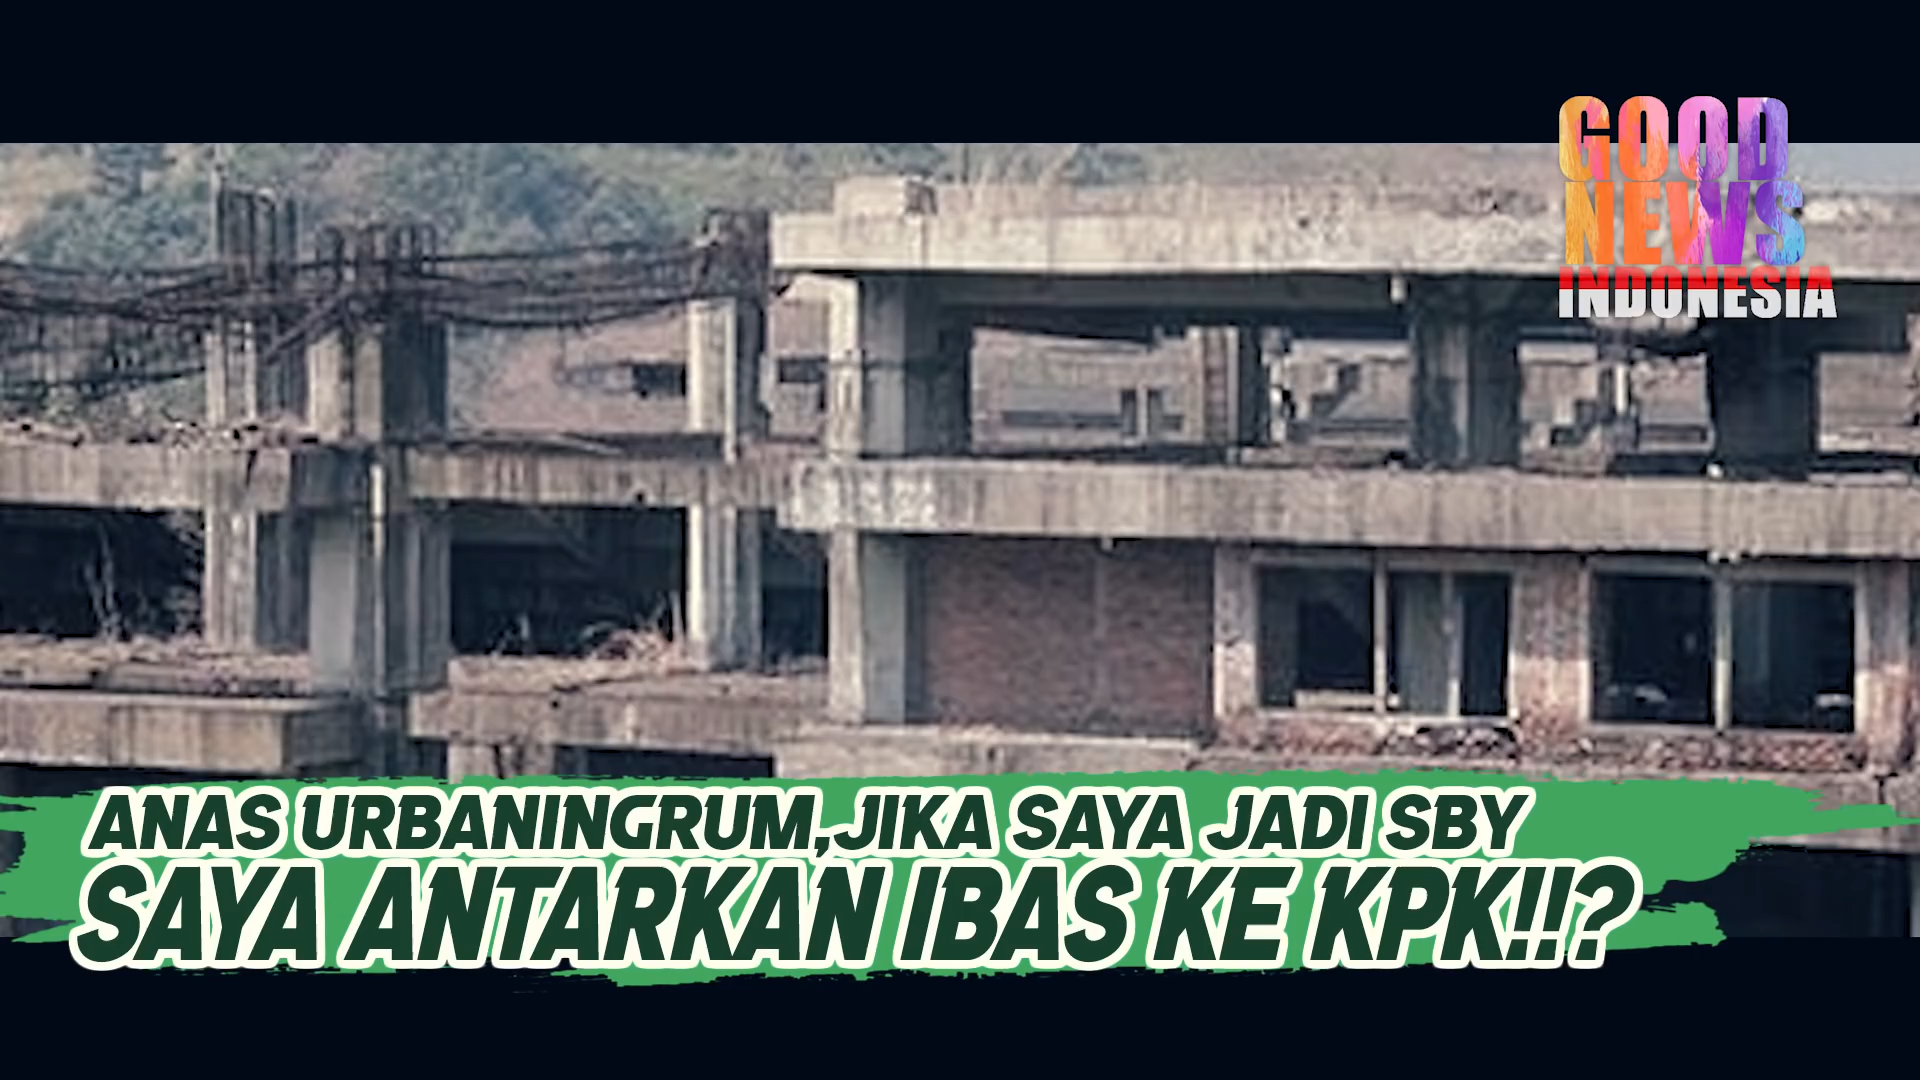 GOOD
NEWS
INDONESIA
ANAS URBANINGRUM,JIKA SAYA JADI SBY
SAYA ANTARKAN IBAS KE KPK!!?